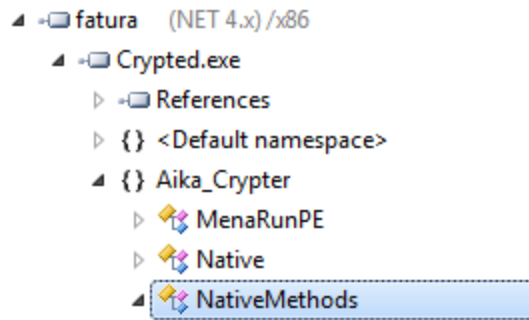 fatura (NET 4.x) /x86
Crypted.exe
References
{ } <Default namespace>
{ } Aika_Crypter
MenaRunPE
Native
NativeMethods